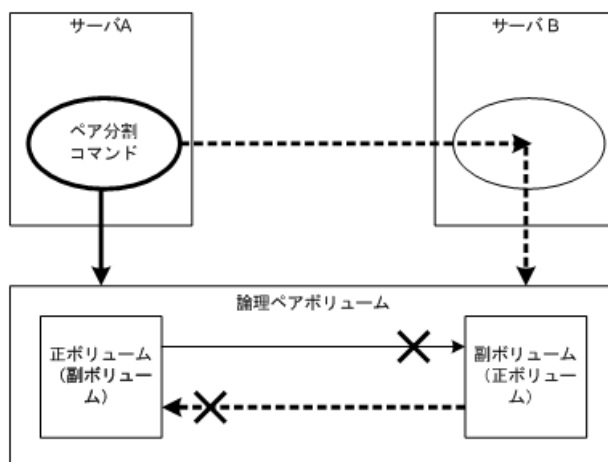 サーバA
サーバB
ペア分割
コマンド
論理ペアボリューム
正ボリューム
(副ボリュー
ム)
副ボリューム
(正ボリュー
ム)